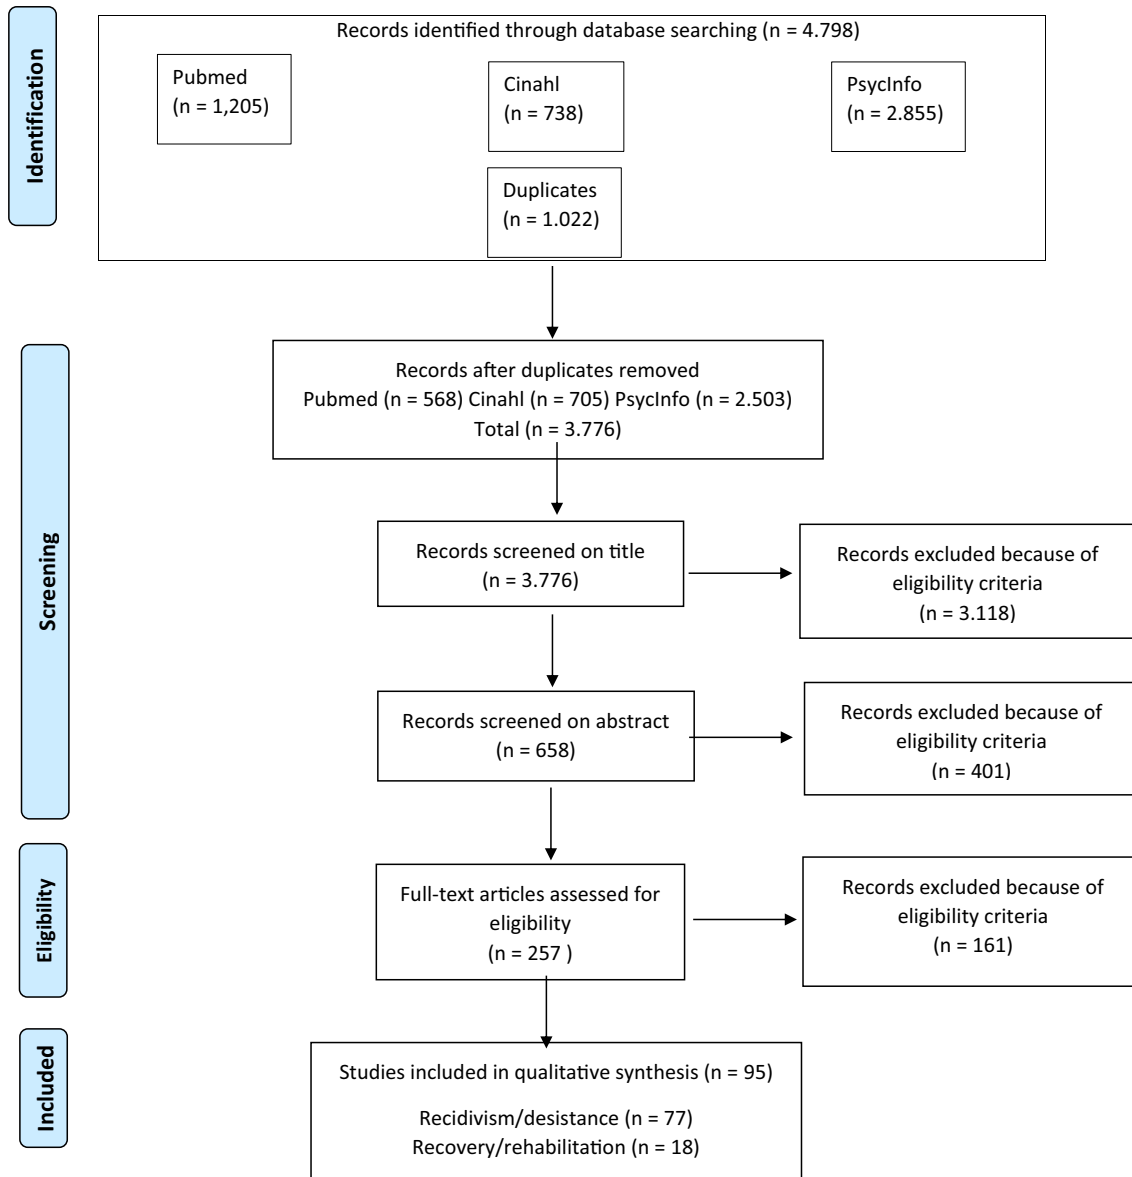 Identification
Records identified through database searching (n = 4.798)
Pubmed
(n = 1,205)
Cinahl
(n = 738)
PsycInfo
(n = 2.855)
Duplicates
(n = 1.022)
Screening
Records after duplicates removed
Pubmed (n = 568) Cinahl (n = 705) PsycInfo (n = 2.503)
Total (n = 3.776)
Records screened on title
(n = 3.776)
Records excluded because of
eligibility criteria
(n = 3.118)
Records screened on abstract
(n = 658)
Records excluded because of
eligibility criteria
(n = 401)
Eligibility
Full-text articles assessed for
eligibility
(n = 257 )
Records excluded because of
eligibility criteria
(n = 161)
Included
Studies included in qualitative synthesis (n = 95)
Recidivism/desistance (n = 77)
Recovery/rehabilitation (n = 18)